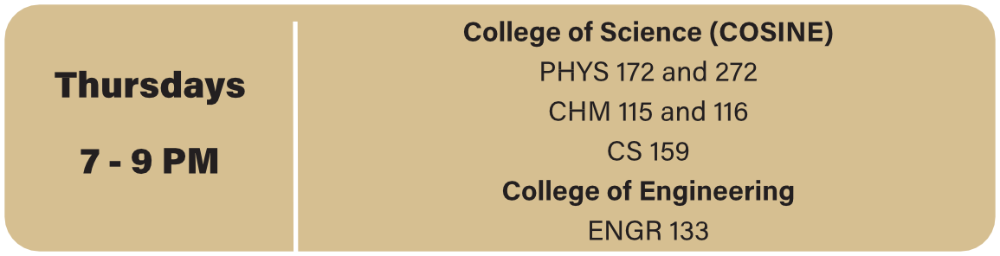 Thursdays
7 - 9 PM
College of Science (COSINE)
PHYS 172 and 272
CHM 115 and 116
CS 159
College of Engineering
ENGR 133